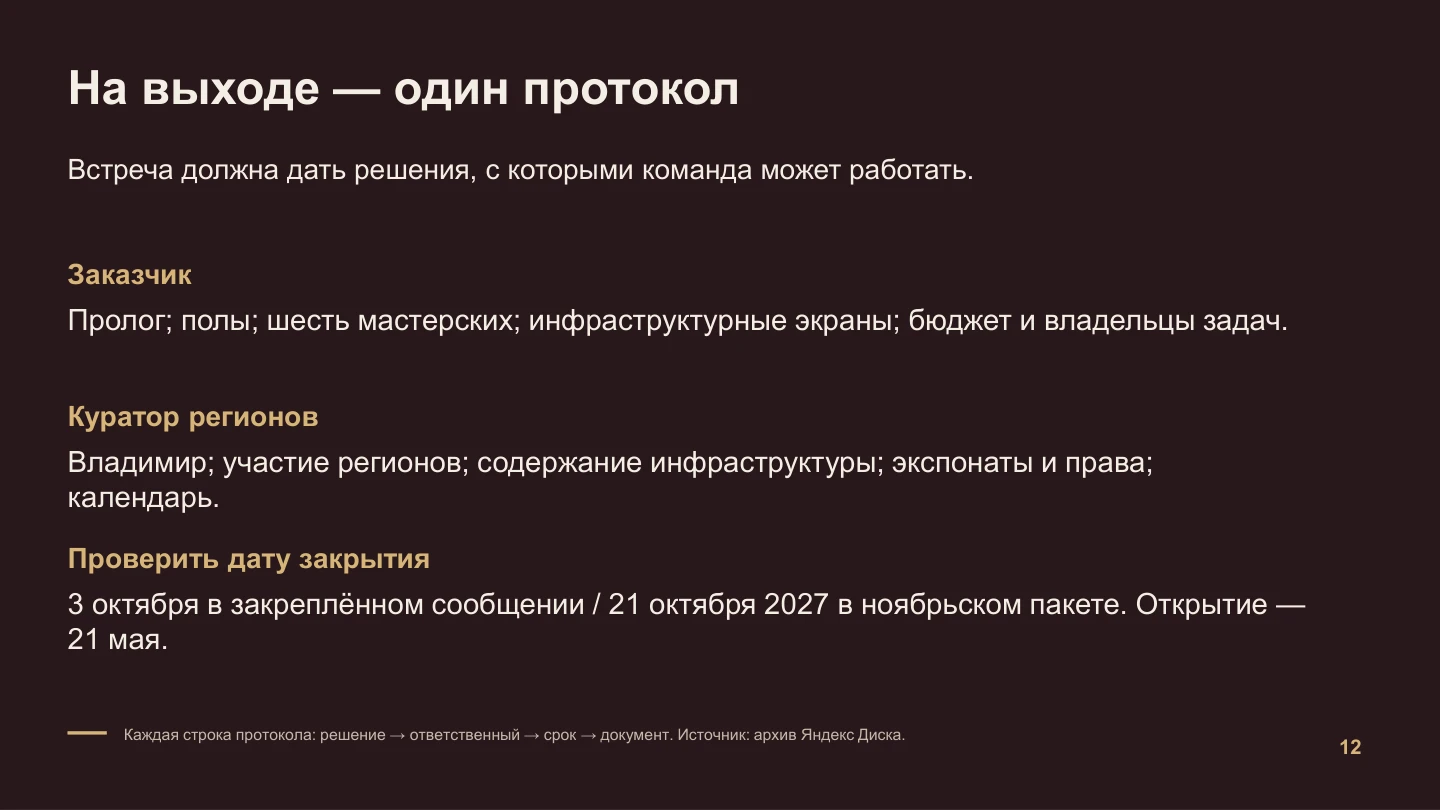 На выходе — один протокол
Встреча должна дать решения, с которыми команда может работать.
Заказчик
Пролог; полы; шесть мастерских; инфраструктурные экраны; бюджет и владельцы задач.
Куратор регионов
Владимир; участие регионов; содержание инфраструктуры; экспонаты и права;
календарь.
Проверить дату закрытия
3 октября в закреплённом сообщении / 21 октября 2027 в ноябрьском пакете. Открытие —
21 мая.
Каждая строка протокола: решение → ответственный → срок → документ. Источник: архив Яндекс Диска.
12